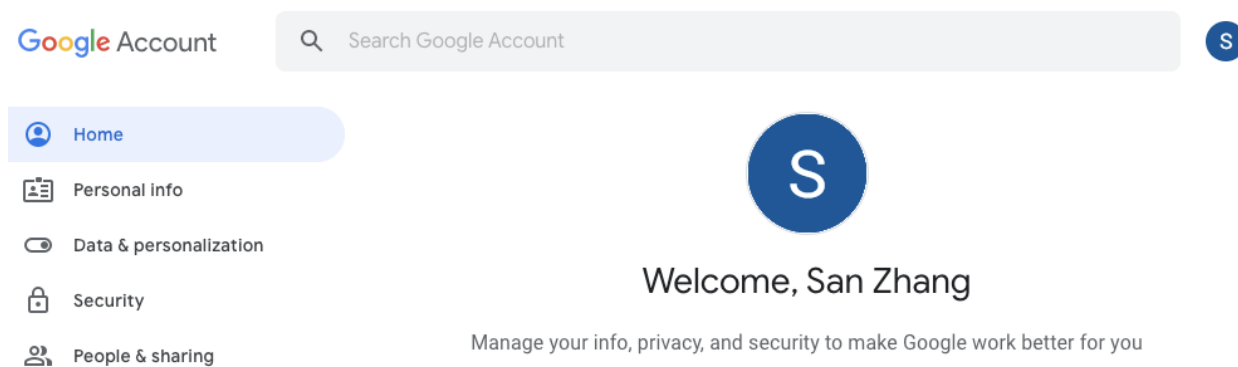 Google Account
Search Google Account
S
Home
Personal info
Data & personalization
Security
People & sharing
S
Welcome, San Zhang
Manage your info, privacy, and security to make Google work better for you